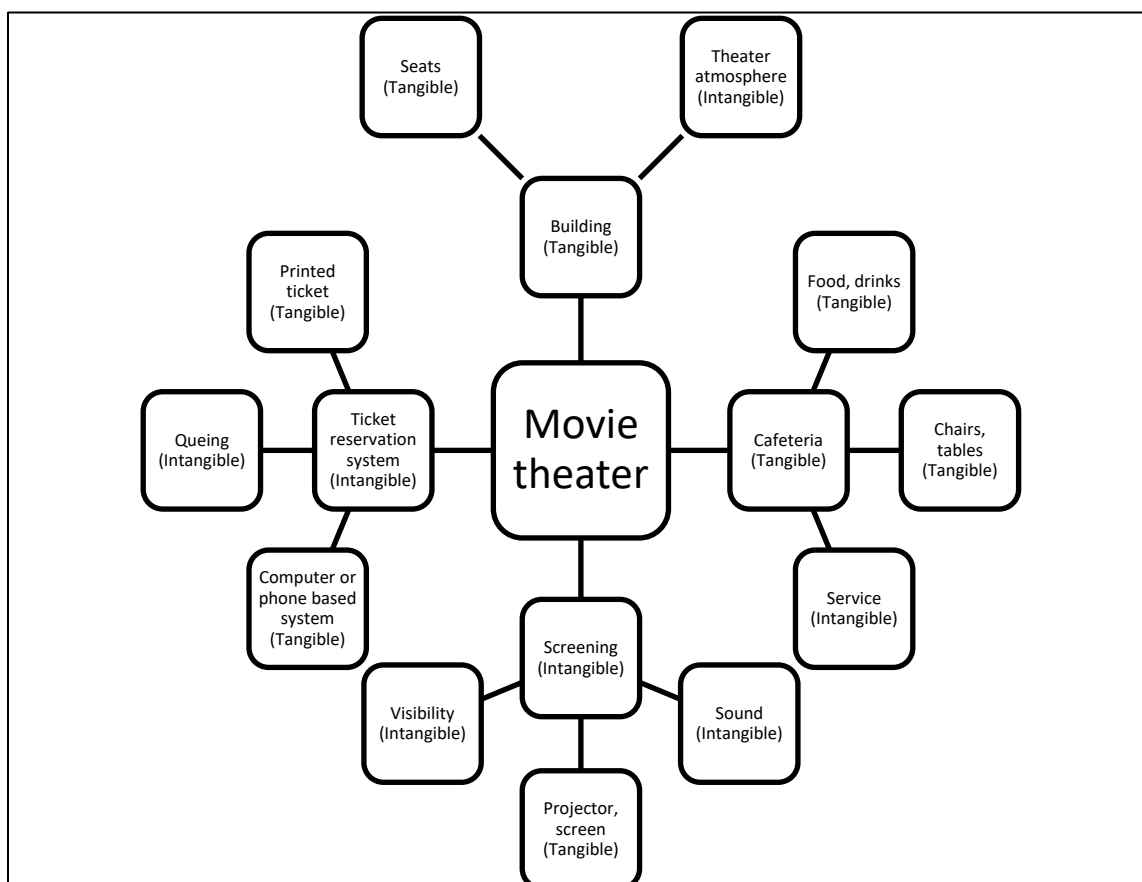 Seats
(Tangible)
Theater
atmosphere
(Intangible)
Building
(Tangible)
Printed
ticket
(Tangible)
Food, drinks
(Tangible)
Queing
(Intangible)
Ticket
reservation
system
(Intangible)
Movie
theater
Cafeteria
(Tangible)
Chairs,
tables
(Tangible)
Computer or
phone based
system
(Tangible)
Screening
(Intangible)
Service
(Intangible)
Visibility
(Intangible)
Sound
(Intangible)
Projector,
screen
(Tangible)